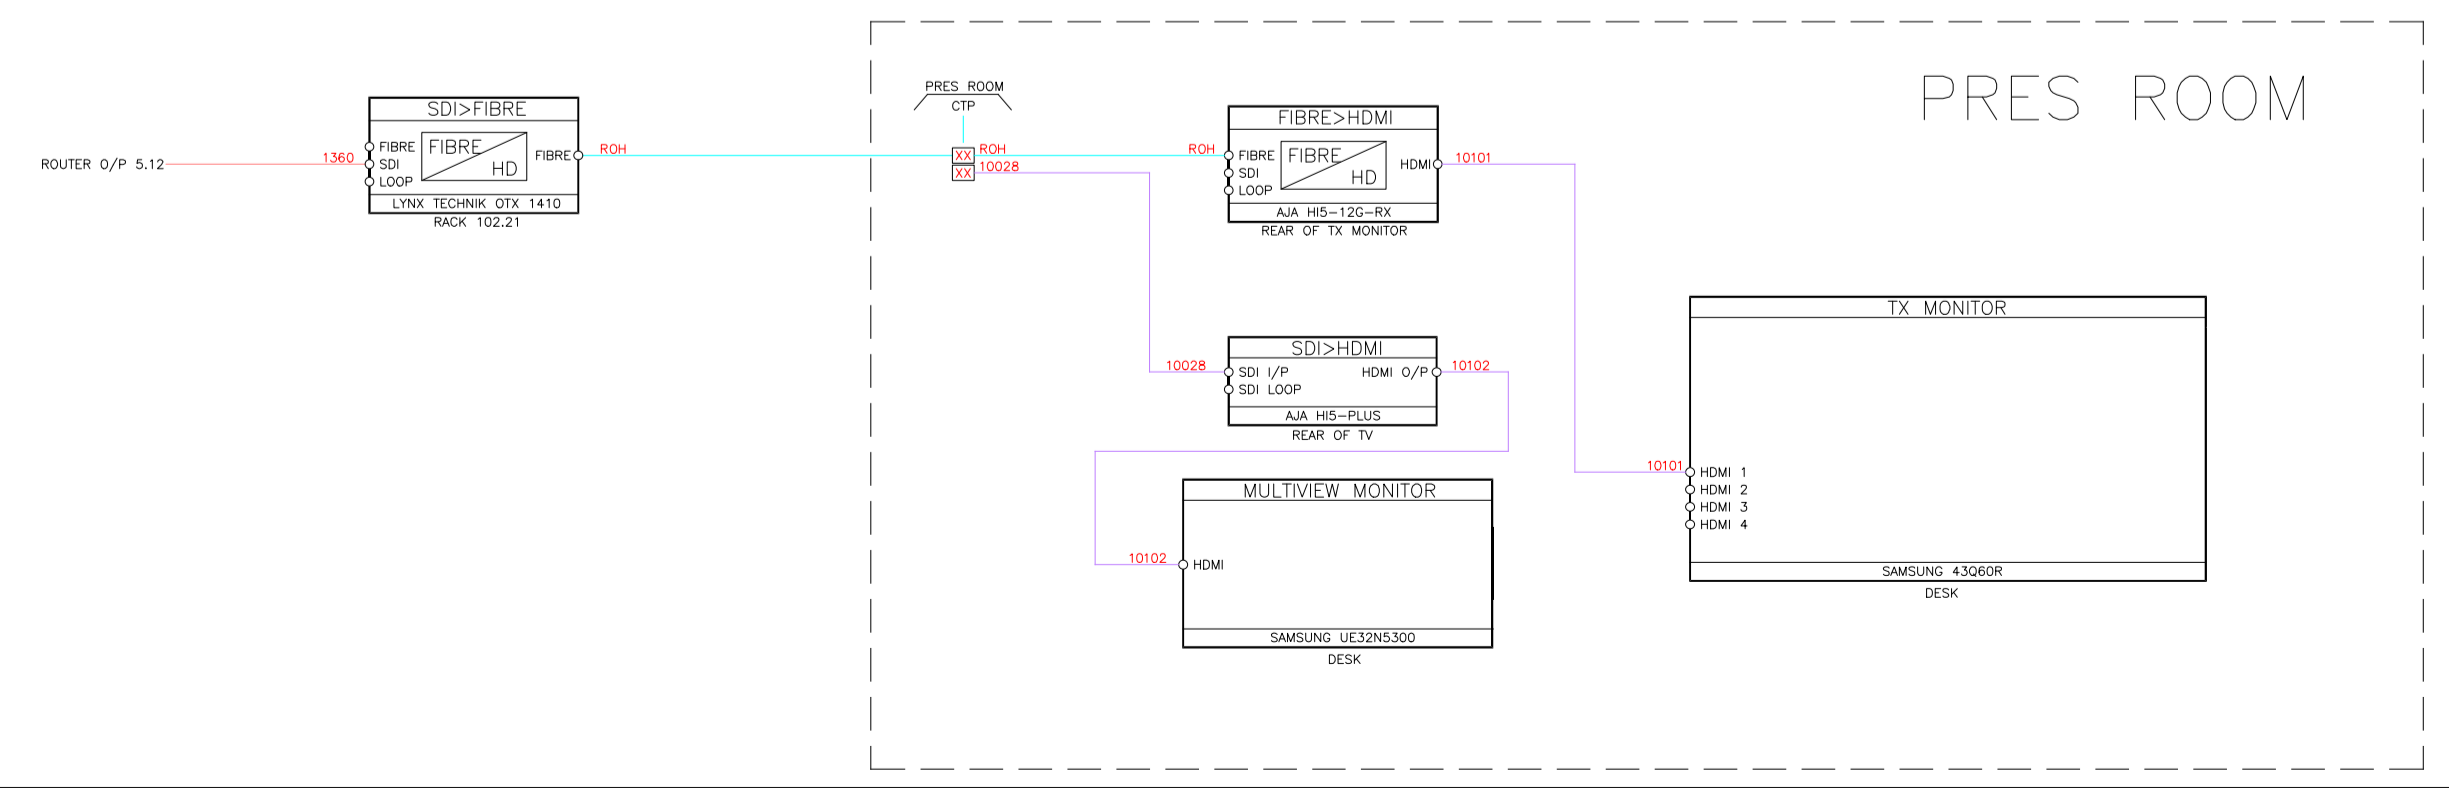 PRES ROOM
PRES ROOM
CTP
SDI>FIBRE
FIBRE
SDI
LOOP
FIBRE
HD
FIBRE
LYNX TECHNIK OTX 1410
RACK 102.21
ROUTER O/P 5.12
1360
ROH
XX
ROH
XX
10028
ROH
FIBRE>HDMI
FIBRE
SDI
LOOP
FIBRE
HD
HDMI
AJA HI5-12G-RX
REAR OF TX MONITOR
10101
10028
SDI>HDMI
SDI I/P
SDI LOOP
HDMI O/P
AJA HI5-PLUS
REAR OF TV
10102
10102
MULTIVIEW MONITOR
HDMI
SAMSUNG UE32N5300
DESK
TX MONITOR
10101
HDMI 1
HDMI 2
HDMI 3
HDMI 4
SAMSUNG 43Q60R
DESK